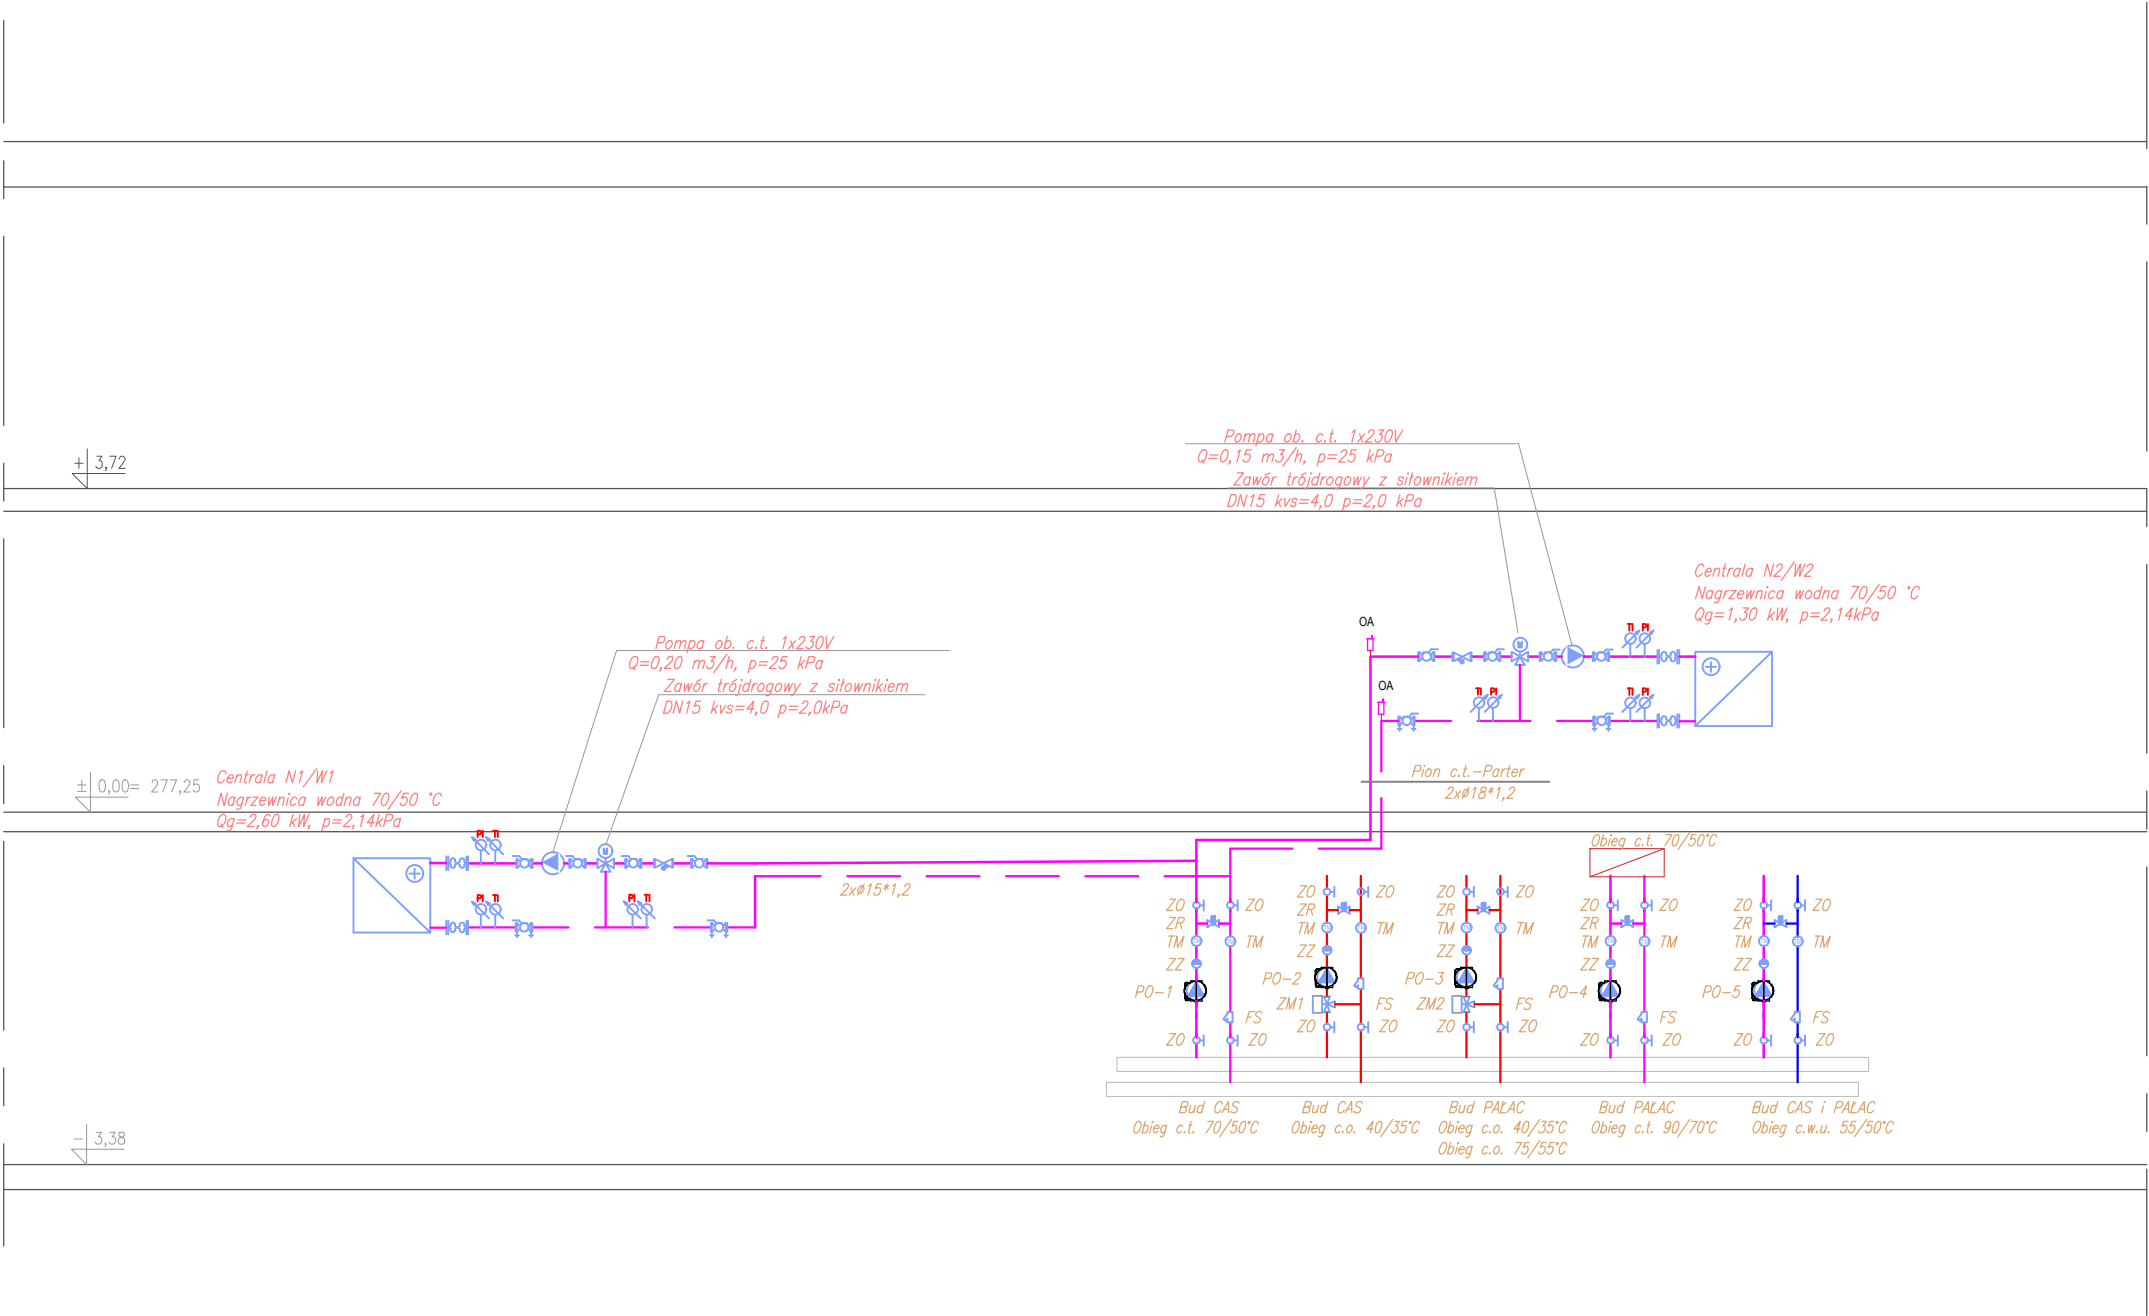 + 3,72
Pompa ob. c.t. 1x230V
Q=0,15 m3/h, p=25 kPa
Zawór trójdrogowy z siłownikiem
DN15 kvs=4,0 p=2,0 kPa
Centrala N2/W2
Nagrzewnica wodna 70/50 °C
Qg=1,30 kW, p=2,14kPa
OA
M
TI PI
OA
TI PI
TI PI
Pompa ob. c.t. 1x230V
Q=0,20 m3/h, p=25 kPa
Zawór trójdrogowy z siłownikiem
DN15 kvs=4,0 p=2,0kPa
Pion c.t.-Parter
2xø18*1,2
± 0,00= 277,25
Centrala N1/W1
Nagrzewnica wodna 70/50 °C
Qg=2,60 kW, p=2,14kPa
PI TI
M
PI TI
PI TI
2xø15*1,2
Obieg c.t. 70/50°C
ZO ZO
ZR
TM TM
ZZ
PO-1
FS
ZO ZO
ZO ZO
ZR
TM TM
ZZ
PO-2
ZM1 FS
ZO ZO
ZO ZO
ZR
TM TM
ZZ
PO-3
ZM2 FS
ZO ZO
ZO ZO
ZR
TM TM
ZZ
PO-4
FS
ZO ZO
ZO ZO
ZR
TM TM
ZZ
PO-5
FS
ZO ZO
Bud CAS
Obieg c.t. 70/50°C
Bud CAS
Obieg c.o. 40/35°C
Bud PAŁAC
Obieg c.o. 40/35°C
Obieg c.o. 75/55°C
Bud PAŁAC
Obieg c.t. 90/70°C
Bud CAS i PAŁAC
Obieg c.w.u. 55/50°C
- 3,38